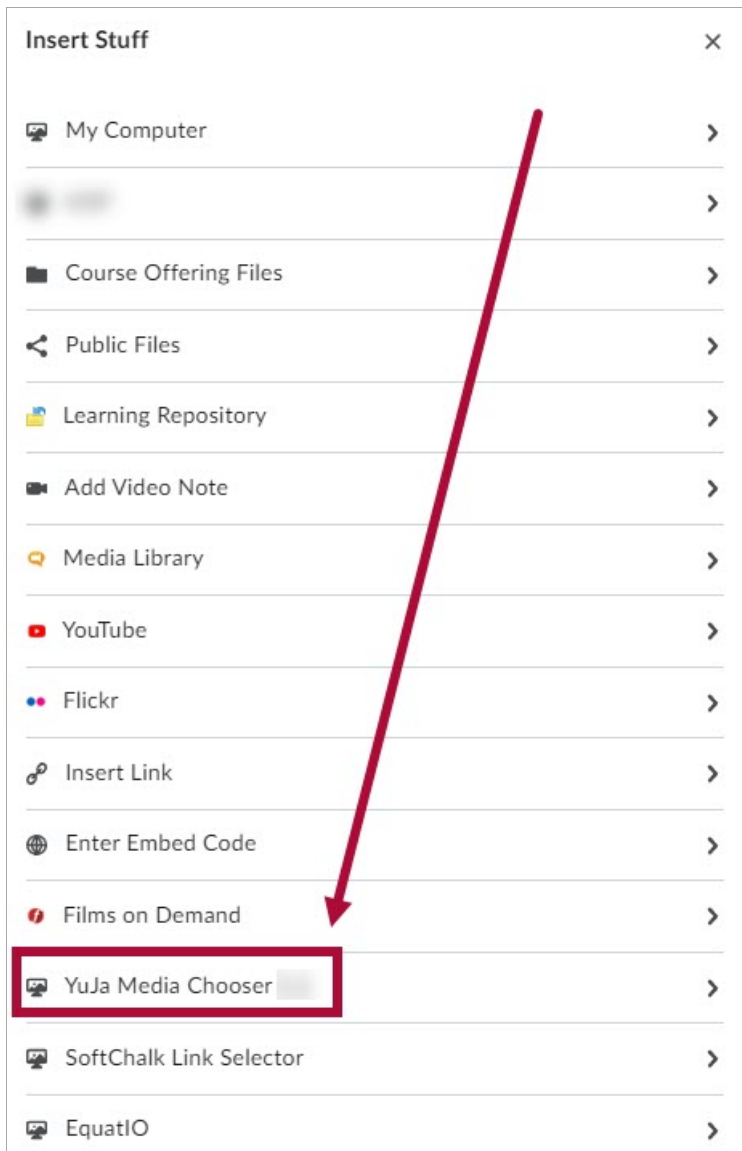 Insert Stuff
My Computer
Course Offering Files
Public Files
Learning Repository
Add Video Note
Media Library
YouTube
Flickr
Insert Link
Enter Embed Code
Films on Demand
YuJa Media Chooser
SoftChalk Link Selector
EquatIO